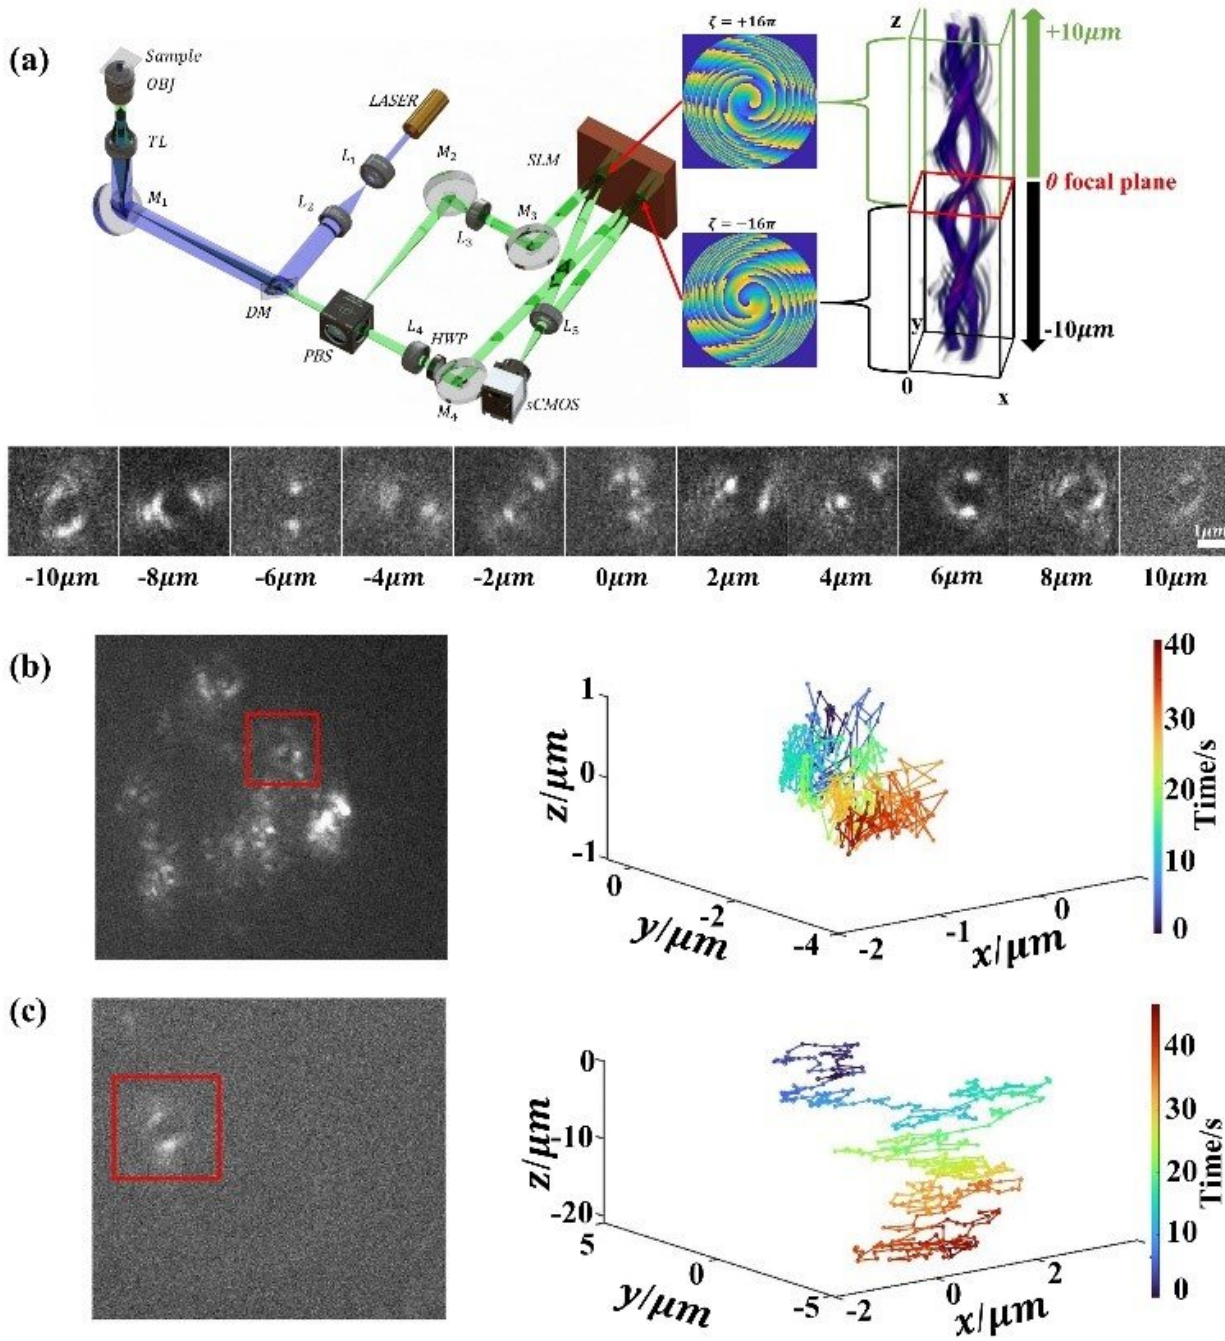 (a)
Sample
OBJ
TL
M1
LASER
L1
L2
M2
L3
M3
SLM
DM
PBS
L4
HWP
M4
sCMOS
L5
ζ = +16π
ζ = −16π
z
y
0
x
+10μm
0 focal plane
-10μm
1μm
-10μm -8μm -6μm -4μm -2μm 0μm 2μm 4μm 6μm 8μm 10μm
(b)
1
0
-1
z/μm
0
-2
-4
y/μm
-2
-1
0
x/μm
40
30
20
10
0
Time/s
(c)
0
-10
-20
z/μm
5
0
-5
y/μm
-2
0
2
x/μm
40
30
20
10
0
Time/s